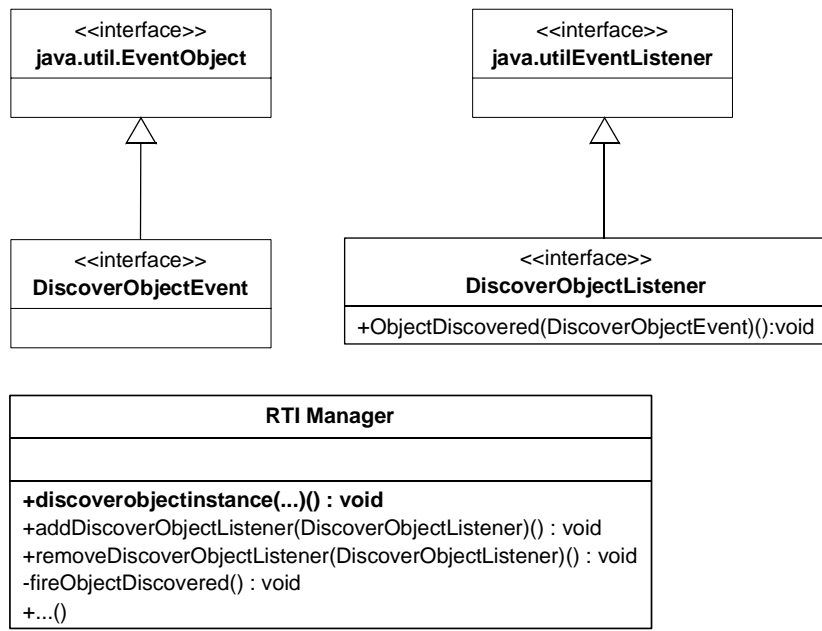 <<interface>>
java.util.EventObject
<<interface>>
java.utilEventListener
<<interface>>
DiscoverObjectEvent
<<interface>>
DiscoverObjectListener
+ObjectDiscovered(DiscoverObjectEvent)():void
RTI Manager
+discoverobjectinstance(...)() : void
+addDiscoverObjectListener(DiscoverObjectListener)() : void
+removeDiscoverObjectListener(DiscoverObjectListener)() : void
-fireObjectDiscovered() : void
+...()